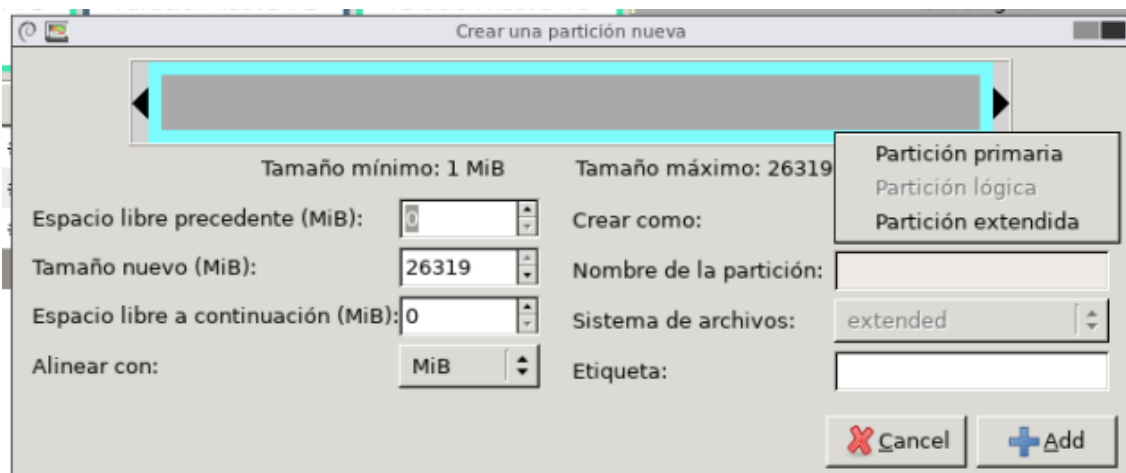 Crear una partición nueva
Tamaño mínimo: 1 MiB
Tamaño máximo: 26319
Partición primaria
Partición lógica
Partición extendida
Espacio libre precedente (MiB): 0
Crear como:
Tamaño nuevo (MiB): 26319
Nombre de la partición:
Espacio libre a continuación (MiB): 0
Sistema de archivos: extended
Alinear con: MiB
Etiqueta:
Cancel
Add